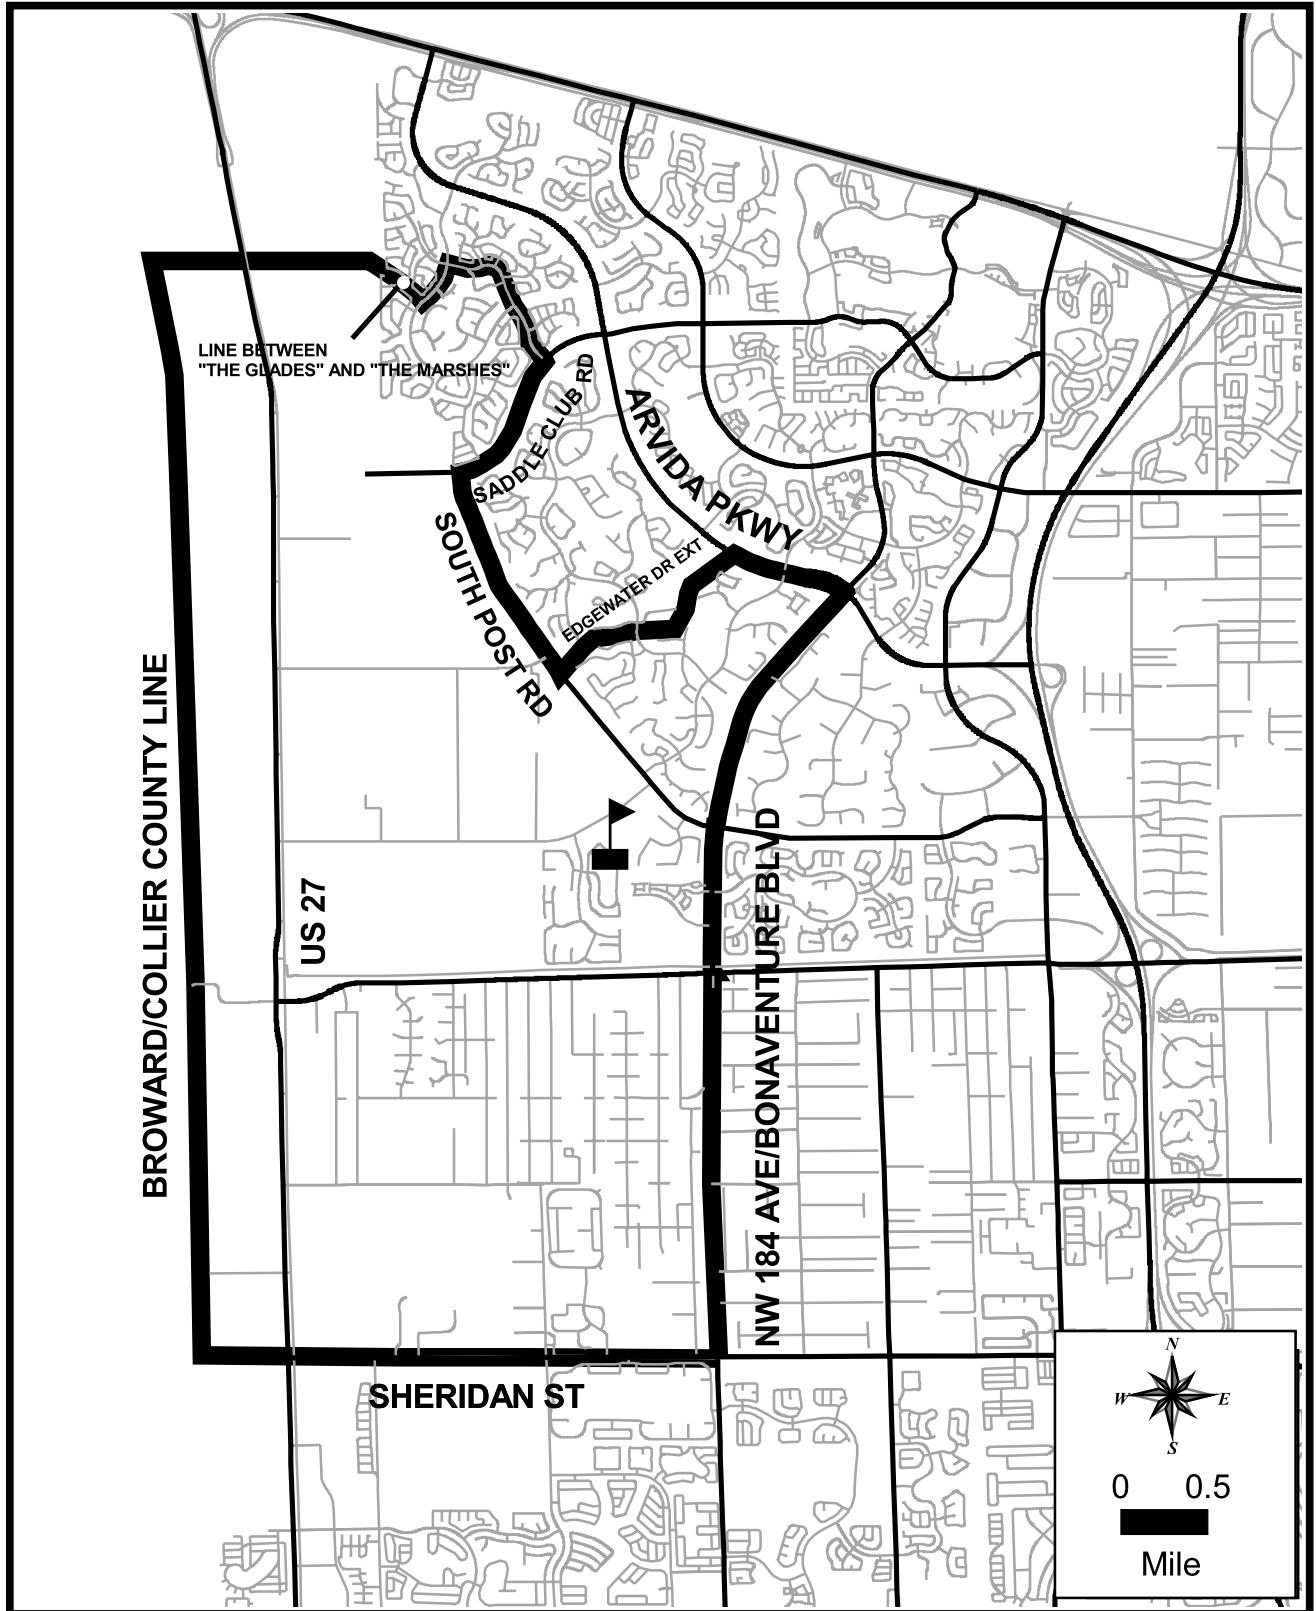 LINE BETWEEN
"THE GLADES" AND "THE MARSHES"
SADDLE CLUB RD
ARVIDA PKWY
SOUTH POST RD
EDGEWATER DR EXT
BROWARD/COLLIER COUNTY LINE
US 27
NW 184 AVE/BONAVENTURE BLVD
SHERIDAN ST
N
W E
S
0 0.5
Mile